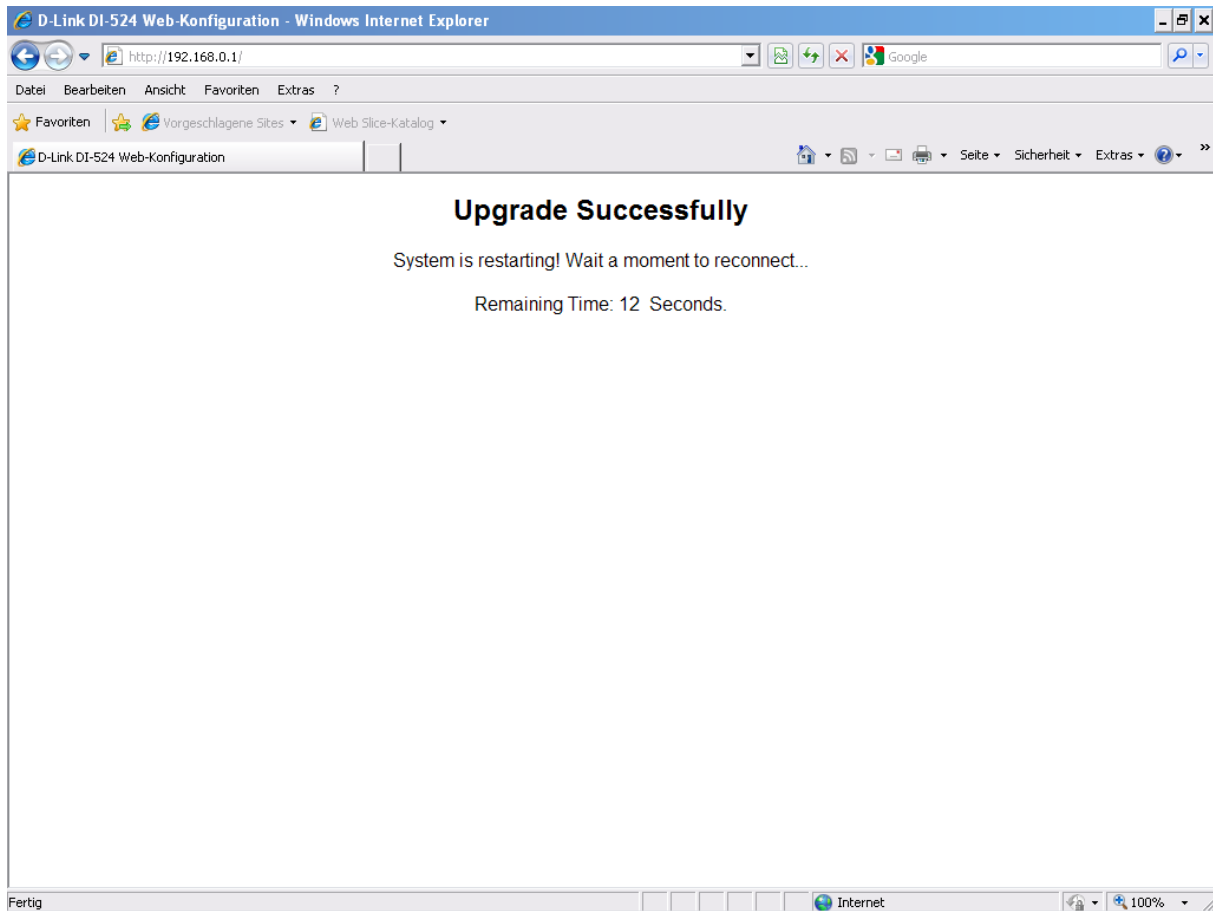 D-Link DI-524 Web-Konfiguration - Windows Internet Explorer
http://192.168.0.1/
Google
Datei Bearbeiten Ansicht Favoriten Extras ?
Favoriten Vorgeschlagene Sites Web Slice-Katalog
D-Link DI-524 Web-Konfiguration
Seite Sicherheit Extras »
Upgrade Successfully
System is restarting! Wait a moment to reconnect...
Remaining Time: 12 Seconds.
Fertig Internet 100%